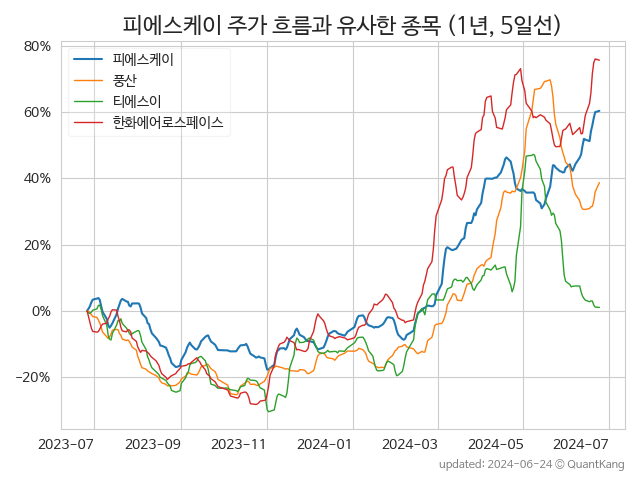 피에스케이 주가 흐름과 유사한 종목 (1년, 5일선)
80%
60%
40%
20%
0%
−20%
피에스케이
풍산
티에스이
한화에어로스페이스
2023-07 2023-09 2023-11 2024-01 2024-03 2024-05 2024-07
updated: 2024-06-24 © QuantKang